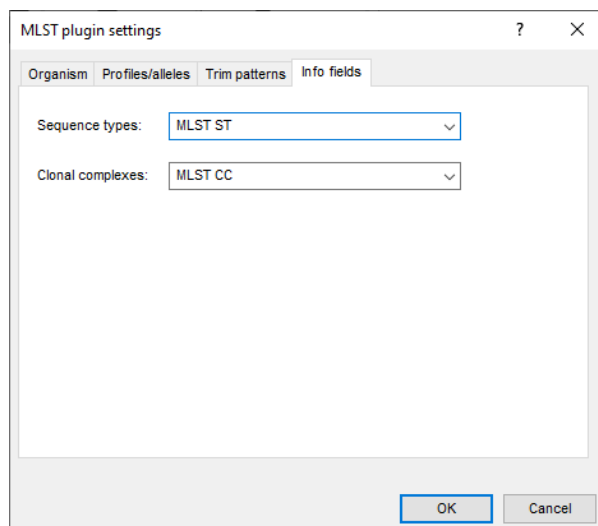 MLST plugin settings ?
Organism Profiles/alleles Trim patterns Info fields
Sequence types: MLST ST
Clonal complexes: MLST CC
OK Cancel